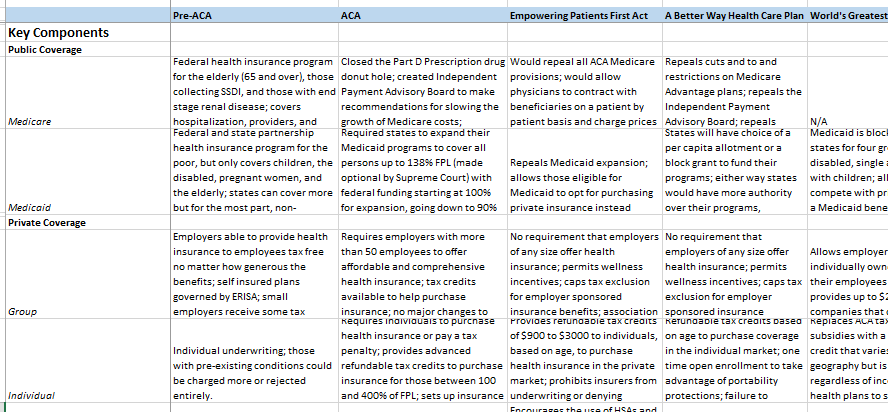 Pre-ACA
ACA
Empowering Patients First Act
A Better Way Health Care Plan
World's Greatest
Key Components
Public Coverage
Medicare
Federal health insurance program
for the elderly (65 and over), those
collecting SSDI, and those with end
stage renal disease; covers
hospitalization, providers, and
Closed the Part D Prescription drug
donut hole; created Independent
Payment Advisory Board to make
recommendations for slowing the
growth of Medicare costs;
Would repeal all ACA Medicare
provisions; would allow
physicians to contract with
beneficiaries on a patient by
patient basis and charge prices
Repeals cuts and to and
restrictions on Medicare
Advantage plans; repeals the
Independent Payment
Advisory Board; repeals
N/A
Medicaid
Federal and state partnership
health insurance program for the
poor, but only covers children, the
disabled, pregnant women, and
the elderly; states can cover more
but for the most part, non-
Required states to expand their
Medicaid programs to cover all
persons up to 138% FPL (made
optional by Supreme Court) with
federal funding starting at 100%
for expansion, going down to 90%
Repeals Medicaid expansion;
allows those eligible for
Medicaid to opt for purchasing
private insurance instead
States will have choice of a
per capita allotment or a
block grant to fund their
programs; either way states
would have more authority
over their programs,
Medicaid is block
states for four gr
disabled, single a
with children; all
compete with pr
a Medicaid bene
Private Coverage
Group
Employers able to provide health
insurance to employees tax free
no matter how generous the
benefits; self insured plans
governed by ERISA; small
employers receive some tax
Requires employers with more
than 50 employees to offer
affordable and comprehensive
health insurance; tax credits
available to help purchase
insurance; no major changes to
No requirement that employers
of any size offer health
insurance; permits wellness
incentives; caps tax exclusion
for employer sponsored
insurance benefits; association
No requirement that
employers of any size offer
health insurance; permits
wellness incentives; caps tax
exclusion for employer
sponsored insurance
Allows employer
individually own
their employees
provides up to $2
companies that o
Individual
Individual underwriting; those
with pre-existing conditions could
be charged more or rejected
entirely.
Requires individuals to purchase
health insurance or pay a tax
penalty; provides advanced
refundable tax credits to purchase
insurance for those between 100
and 400% of FPL; sets up insurance
Provides refundable tax credits
of $900 to $3000 to individuals,
based on age, to purchase
health insurance in the private
market; prohibits insurers from
underwriting or denying
Refundable tax credits based
on age to purchase coverage
in the individual market; one
time open enrollment to take
advantage of portability
protections; failure to
Replaces ACA tax
subsidies with a
credit that varies
geography but is
regardless of inc
health plans to s
Encourages the use of HSAs and